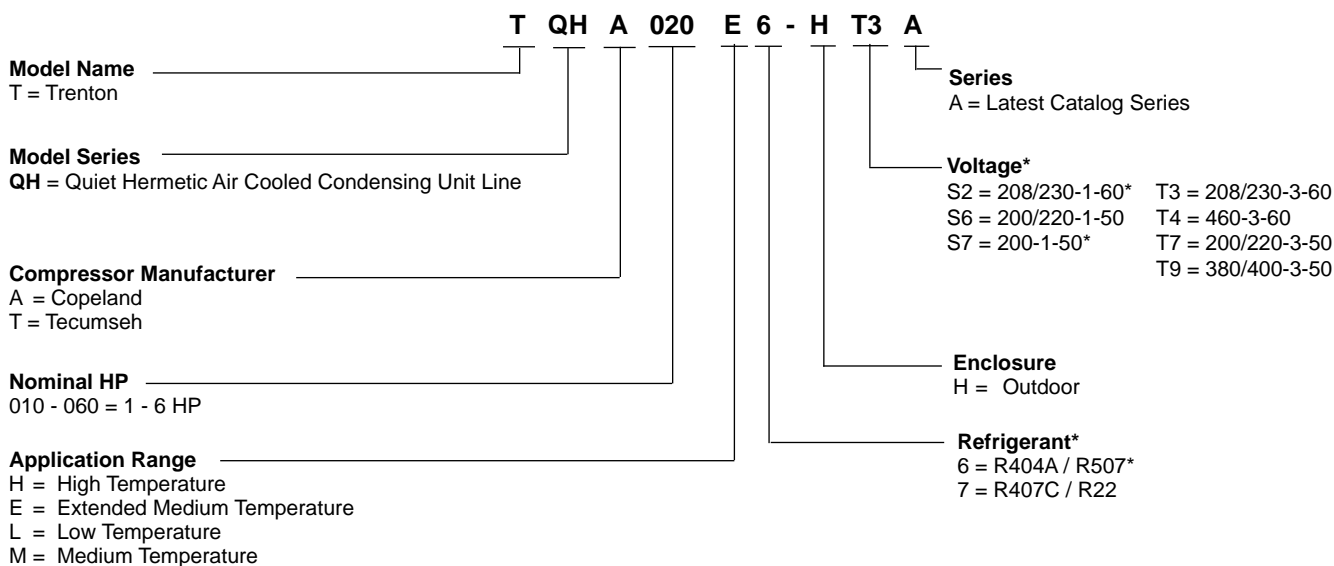 T QH A 020 E 6 - H T3 A
Model Name
T = Trenton
Model Series
QH = Quiet Hermetic Air Cooled Condensing Unit Line
Compressor Manufacturer
A = Copeland
T = Tecumseh
Nominal HP
010 - 060 = 1 - 6 HP
Application Range
H = High Temperature
E = Extended Medium Temperature
L = Low Temperature
M = Medium Temperature
Series
A = Latest Catalog Series
Voltage*
S2 = 208/230-1-60* T3 = 208/230-3-60
S6 = 200/220-1-50 T4 = 460-3-60
S7 = 200-1-50* T7 = 200/220-3-50
T9 = 380/400-3-50
Enclosure
H = Outdoor
Refrigerant*
6 = R404A / R507*
7 = R407C / R22